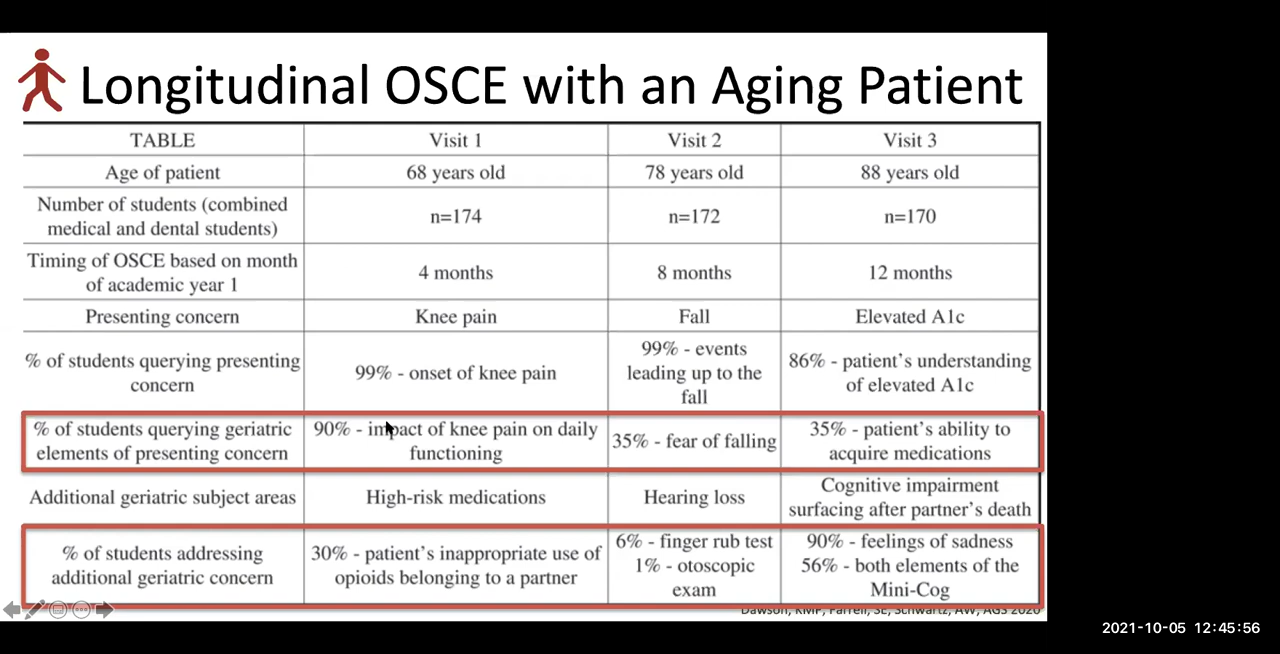 Longitudinal OSCE with an Aging Patient
TABLE Visit 1 Visit 2 Visit 3
Age of patient 68 years old 78 years old 88 years old
Number of students (combined
medical and dental students) n=174 n=172 n=170
Timing of OSCE based on month
of academic year 1 4 months 8 months 12 months
Presenting concern Knee pain Fall Elevated A1c
% of students querying presenting
concern
99% - onset of knee pain
99% - events
leading up to the
fall
86% - patient's understanding
of elevated A1c
% of students querying geriatric
elements of presenting concern
90% - impact of knee pain on daily
functioning
35% - fear of falling
35% - patient's ability to
acquire medications
Additional geriatric subject areas High-risk medications Hearing loss
Cognitive impairment
surfacing after partner's death
% of students addressing
additional geriatric concern
30% - patient's inappropriate use of
opioids belonging to a partner
6% - finger rub test
1% - otoscopic
exam
90% - feelings of sadness
56% - both elements of the
Mini-Cog
Dawson, KMP, Farrell, SE, Schwartz, AW, AGS 2020
2021-10-05 12:45:56